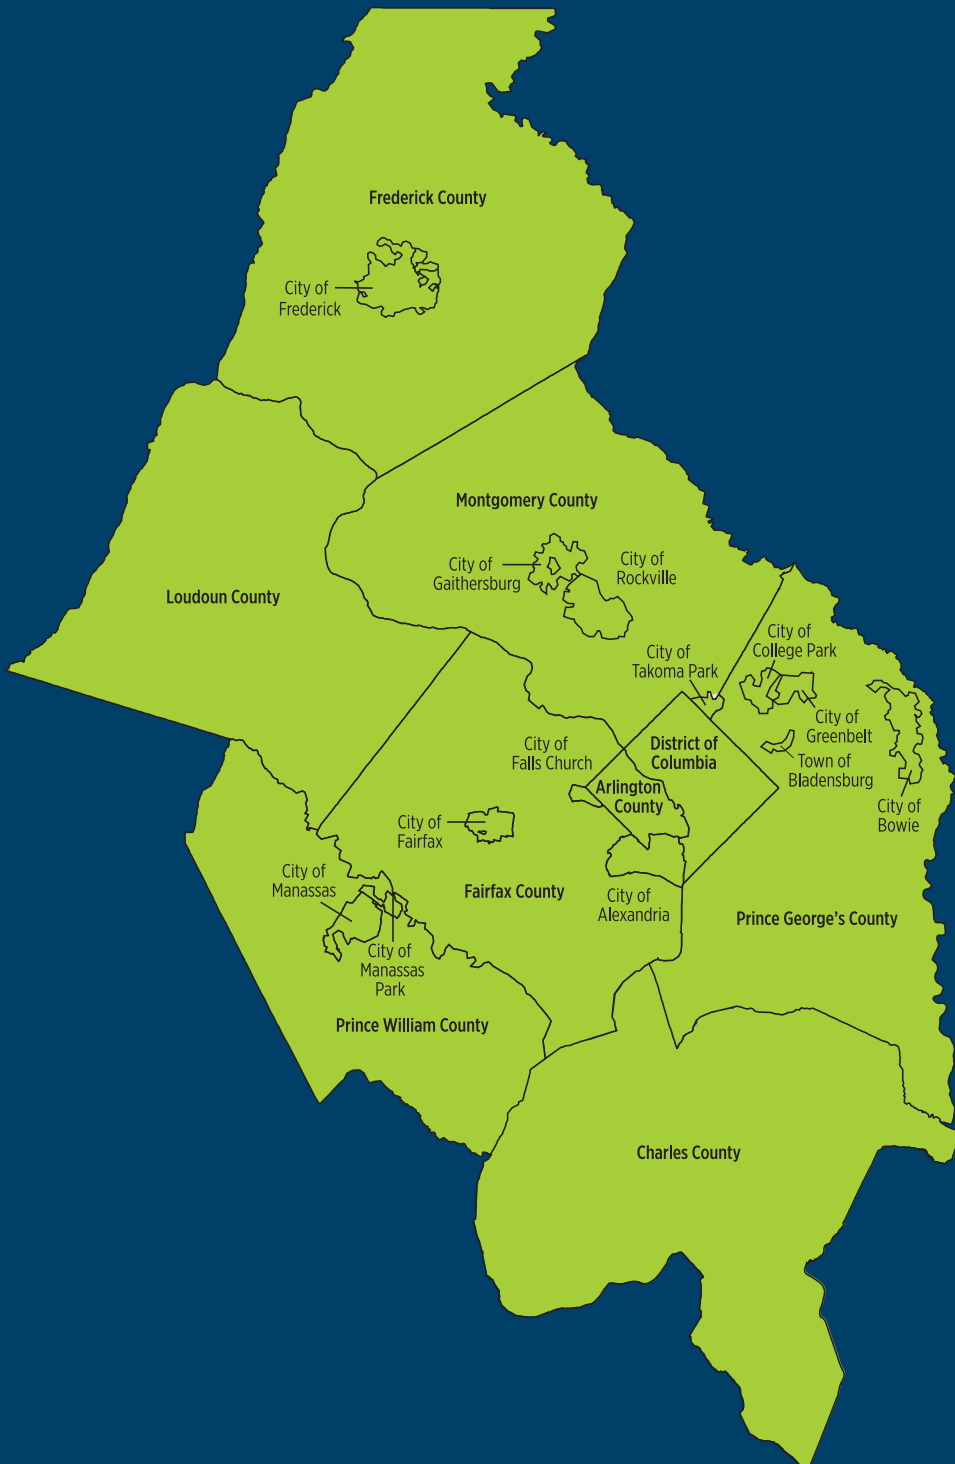 Frederick County
City of
Frederick
Montgomery County
City of
Gaithersburg
City of
Rockville
Loudoun County
City of
College Park
City of
Takoma Park
City of
Greenbelt
City of
Falls Church
District of
Columbia
Town of
Bladensburg
Arlington
County
City of
Bowie
City of
Fairfax
City of
Manassas
Fairfax County
City of
Alexandria
Prince George's County
City of
Manassas
Park
Prince William County
Charles County